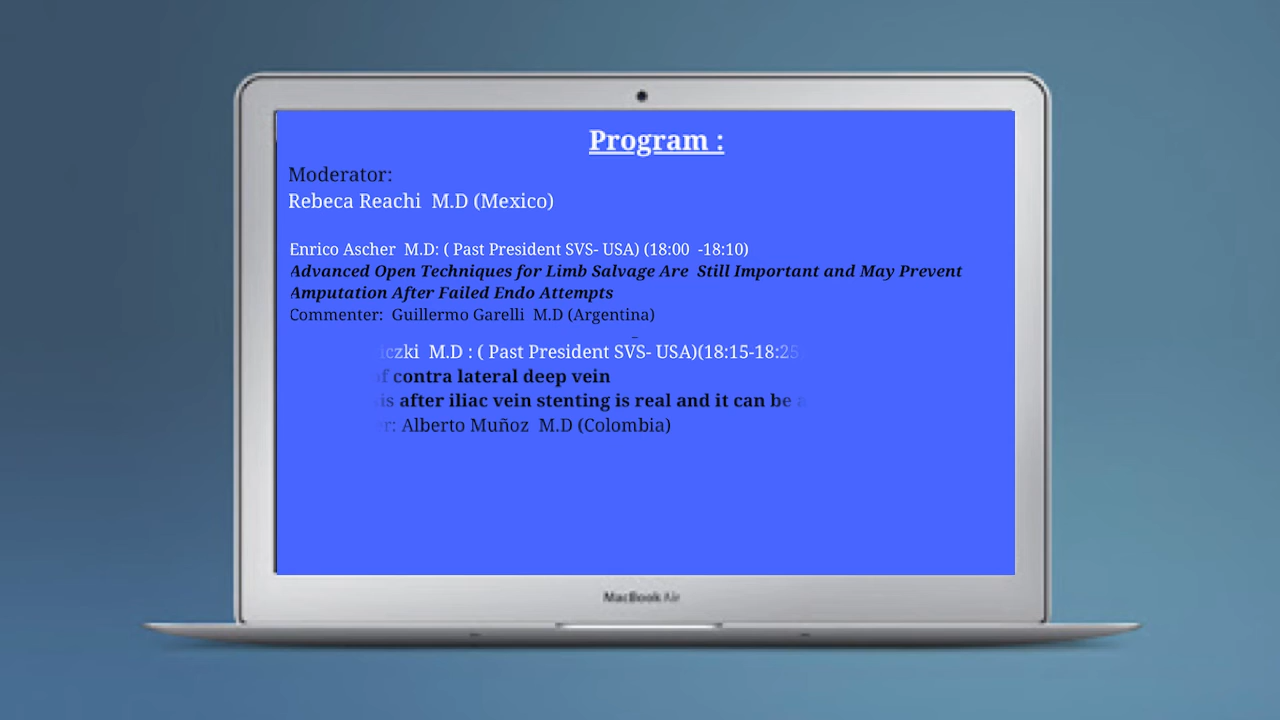 Program :
Moderator:
Rebeca Reachi M.D (Mexico)
Enrico Ascher M.D: ( Past President SVS- USA) (18:00 -18:10)
Advanced Open Techniques for Limb Salvage Are Still Important and May Prevent
Amputation After Failed Endo Attempts
Commenter: Guillermo Garelli M.D (Argentina)
M.D : ( Past President SVS- USA)(18:15-18:25
of contra lateral deep vein
after iliac vein stenting is real and it can be
Alberto Muñoz M.D (Colombia)
MacBook Air